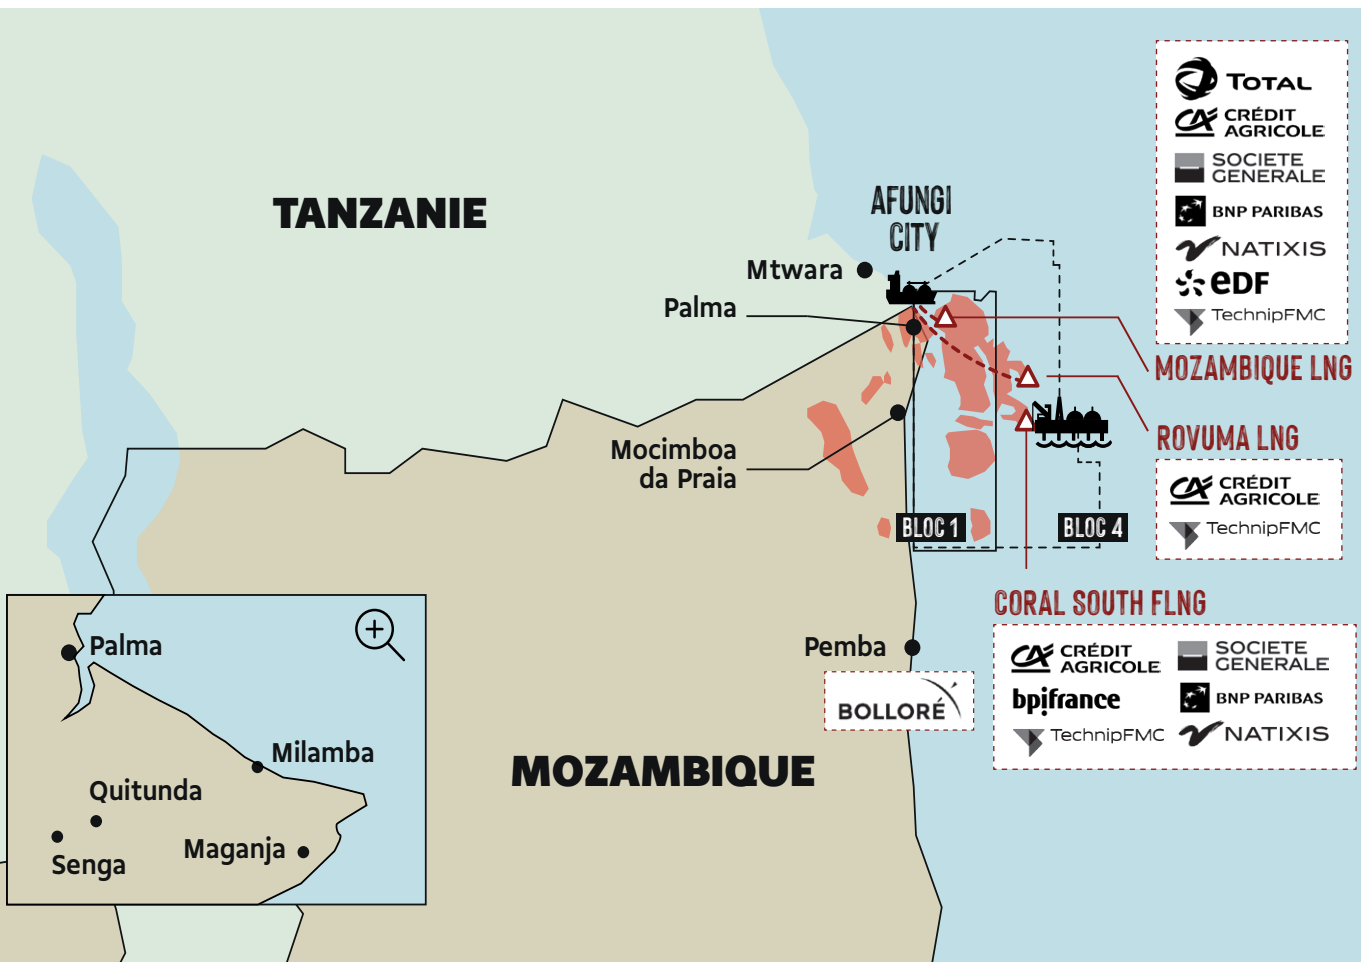 TANZANIE
AFUNGI
CITY
Mtwara
Palma
Mocimboa
da Praia
BLOC 1
BLOC 4
TOTAL
CRÉDIT
AGRICOLE
SOCIETE
GENERALE
BNP PARIBAS
NATIXIS
eDF
TechnipFMC
MOZAMBIQUE LNG
ROVUMA LNG
CRÉDIT
AGRICOLE
TechnipFMC
CORAL SOUTH FLNG
CRÉDIT
AGRICOLE
SOCIETE
GENERALE
bpifrance
BNP PARIBAS
TechnipFMC
NATIXIS
Pemba
BOLLORÉ
MOZAMBIQUE
Palma
Milamba
Quitunda
Senga
Maganja